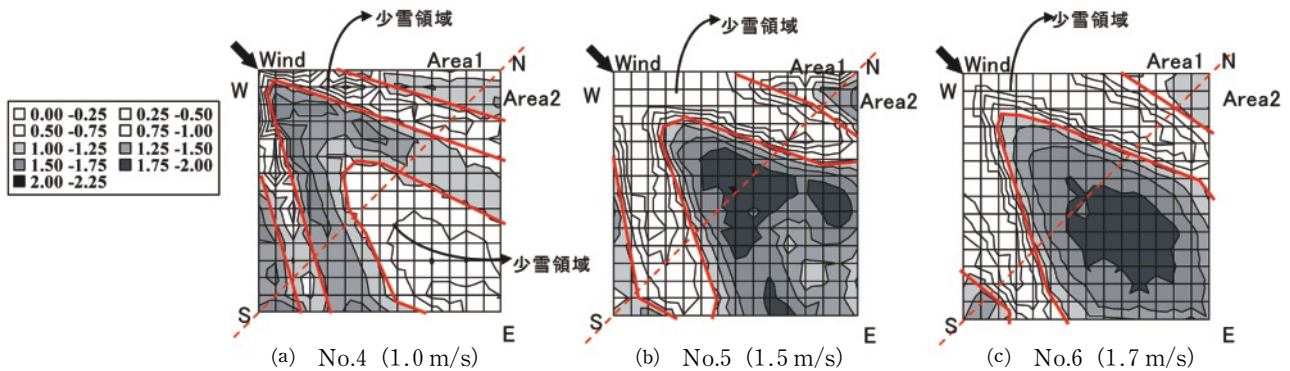 少雪領域
Wind
Area1
N
W
Area2
S
E
少雪領域
(a) No.4 (1.0 m/s)
少雪領域
Wind
Area1
N
W
Area2
S
E
(b) No.5 (1.5 m/s)
少雪領域
Wind
Area1
N
W
Area2
S
E
(c) No.6 (1.7 m/s)
0.00 -0.25 0.25 -0.50
0.50 -0.75 0.75 -1.00
1.00 -1.25 1.25 -1.50
1.50 -1.75 1.75 -2.00
2.00 -2.25